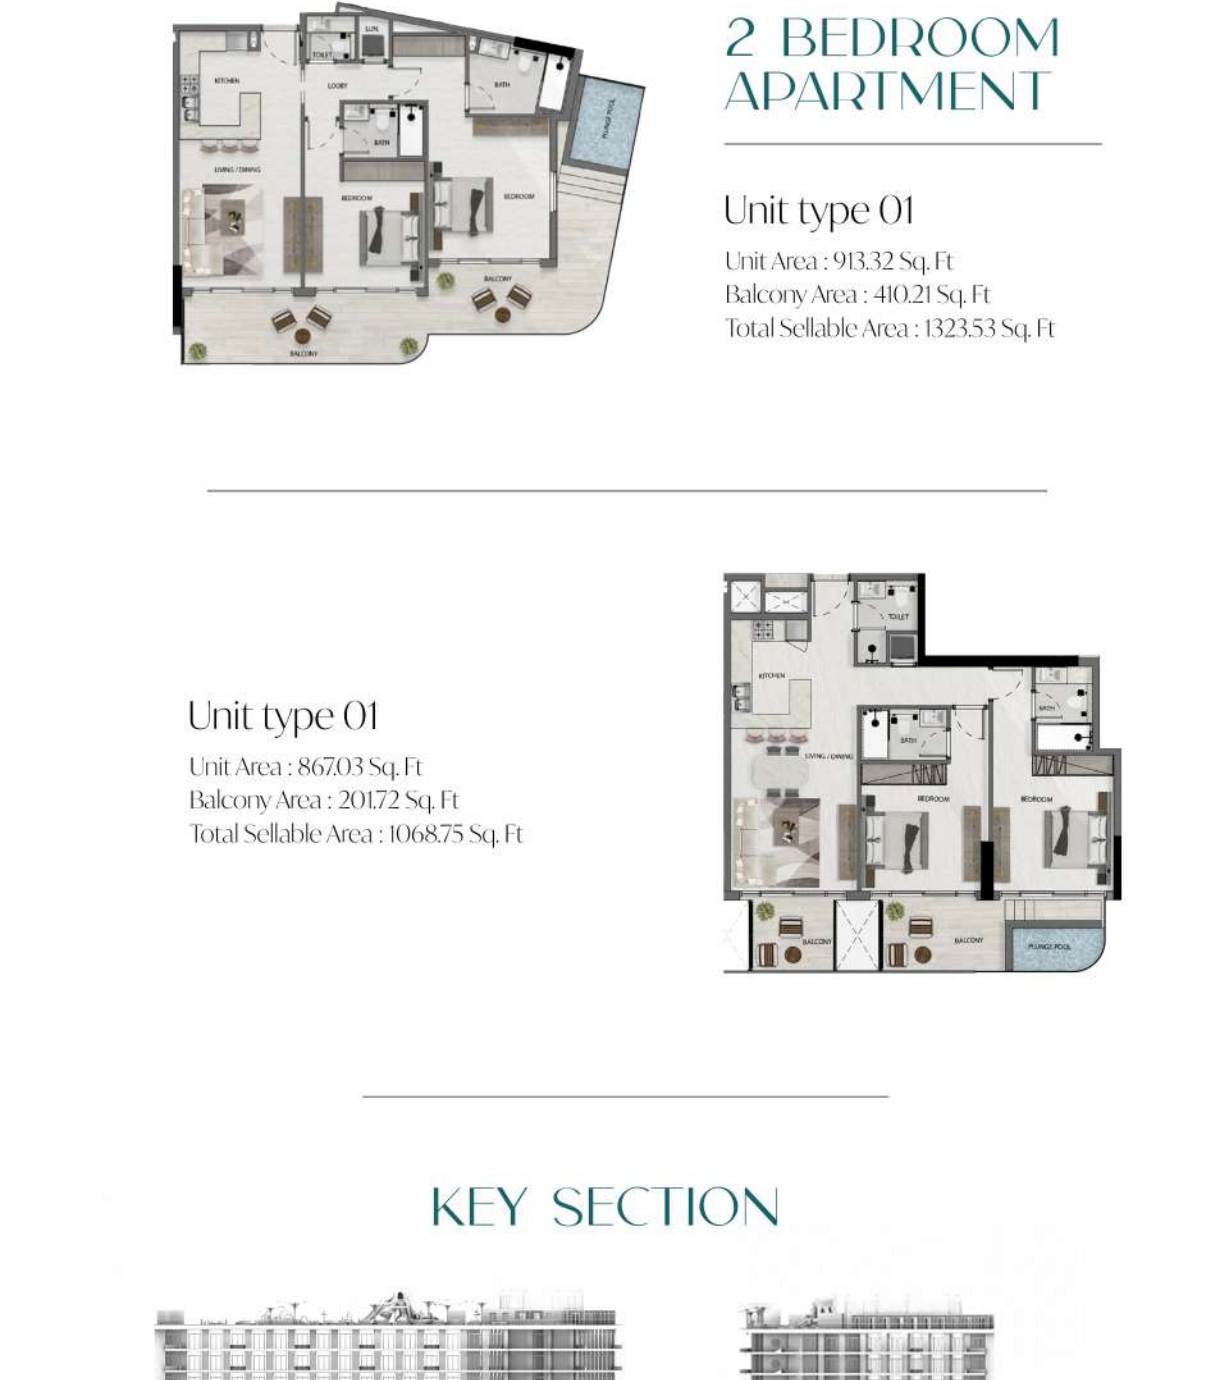 2 BEDROOM
APARTMENT
TOILET
LUN.
KITCHEN
LOBBY
BATH
PLUNGE POOL
BATH
LIVING / DINING
BEDROOM
BEDROOM
BALCONY
BALCONY
Unit type 01
Unit Area : 913.32 Sq. Ft
Balcony Area : 410.21 Sq. Ft
Total Sellable Area : 1323.53 Sq. Ft
Unit type 01
Unit Area : 867.03 Sq. Ft
Balcony Area : 201.72 Sq. Ft
Total Sellable Area : 1068.75 Sq. Ft
TOILET
KITCHEN
BATH
BATH
LIVING / DINING
BEDROOM
BEDROOM
BALCONY
BALCONY
PLUNGE POOL
KEY SECTION